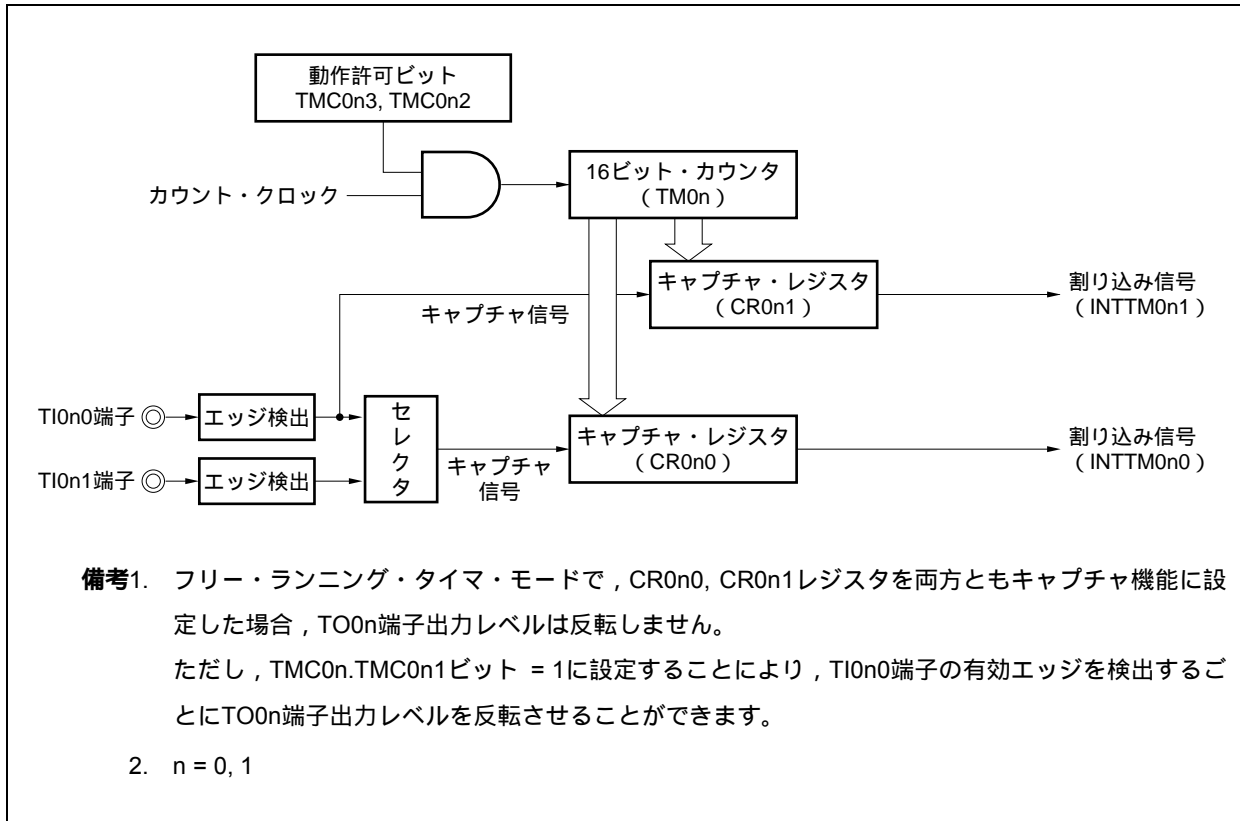 動作許可ビット
TMC0n3, TMC0n2
カウント・クロック
16ビット・カウンタ
（TM0n）
キャプチャ・レジスタ
（CR0n1）
割り込み信号
（INTTM0n1）
キャプチャ信号
TI0n0端子
エッジ検出
セレクタ
キャプチャ・レジスタ
（CR0n0）
割り込み信号
（INTTM0n0）
TI0n1端子
エッジ検出
キャプチャ
信号
備考1. フリー・ランニング・タイマ・モードで，CR0n0, CR0n1レジスタを両方ともキャプチャ機能に設
定した場合，TO0n端子出力レベルは反転しません。
ただし，TMC0n.TMC0n1ビット = 1に設定することにより，TI0n0端子の有効エッジを検出するご
とにTO0n端子出力レベルを反転させることができます。
2. n = 0, 1